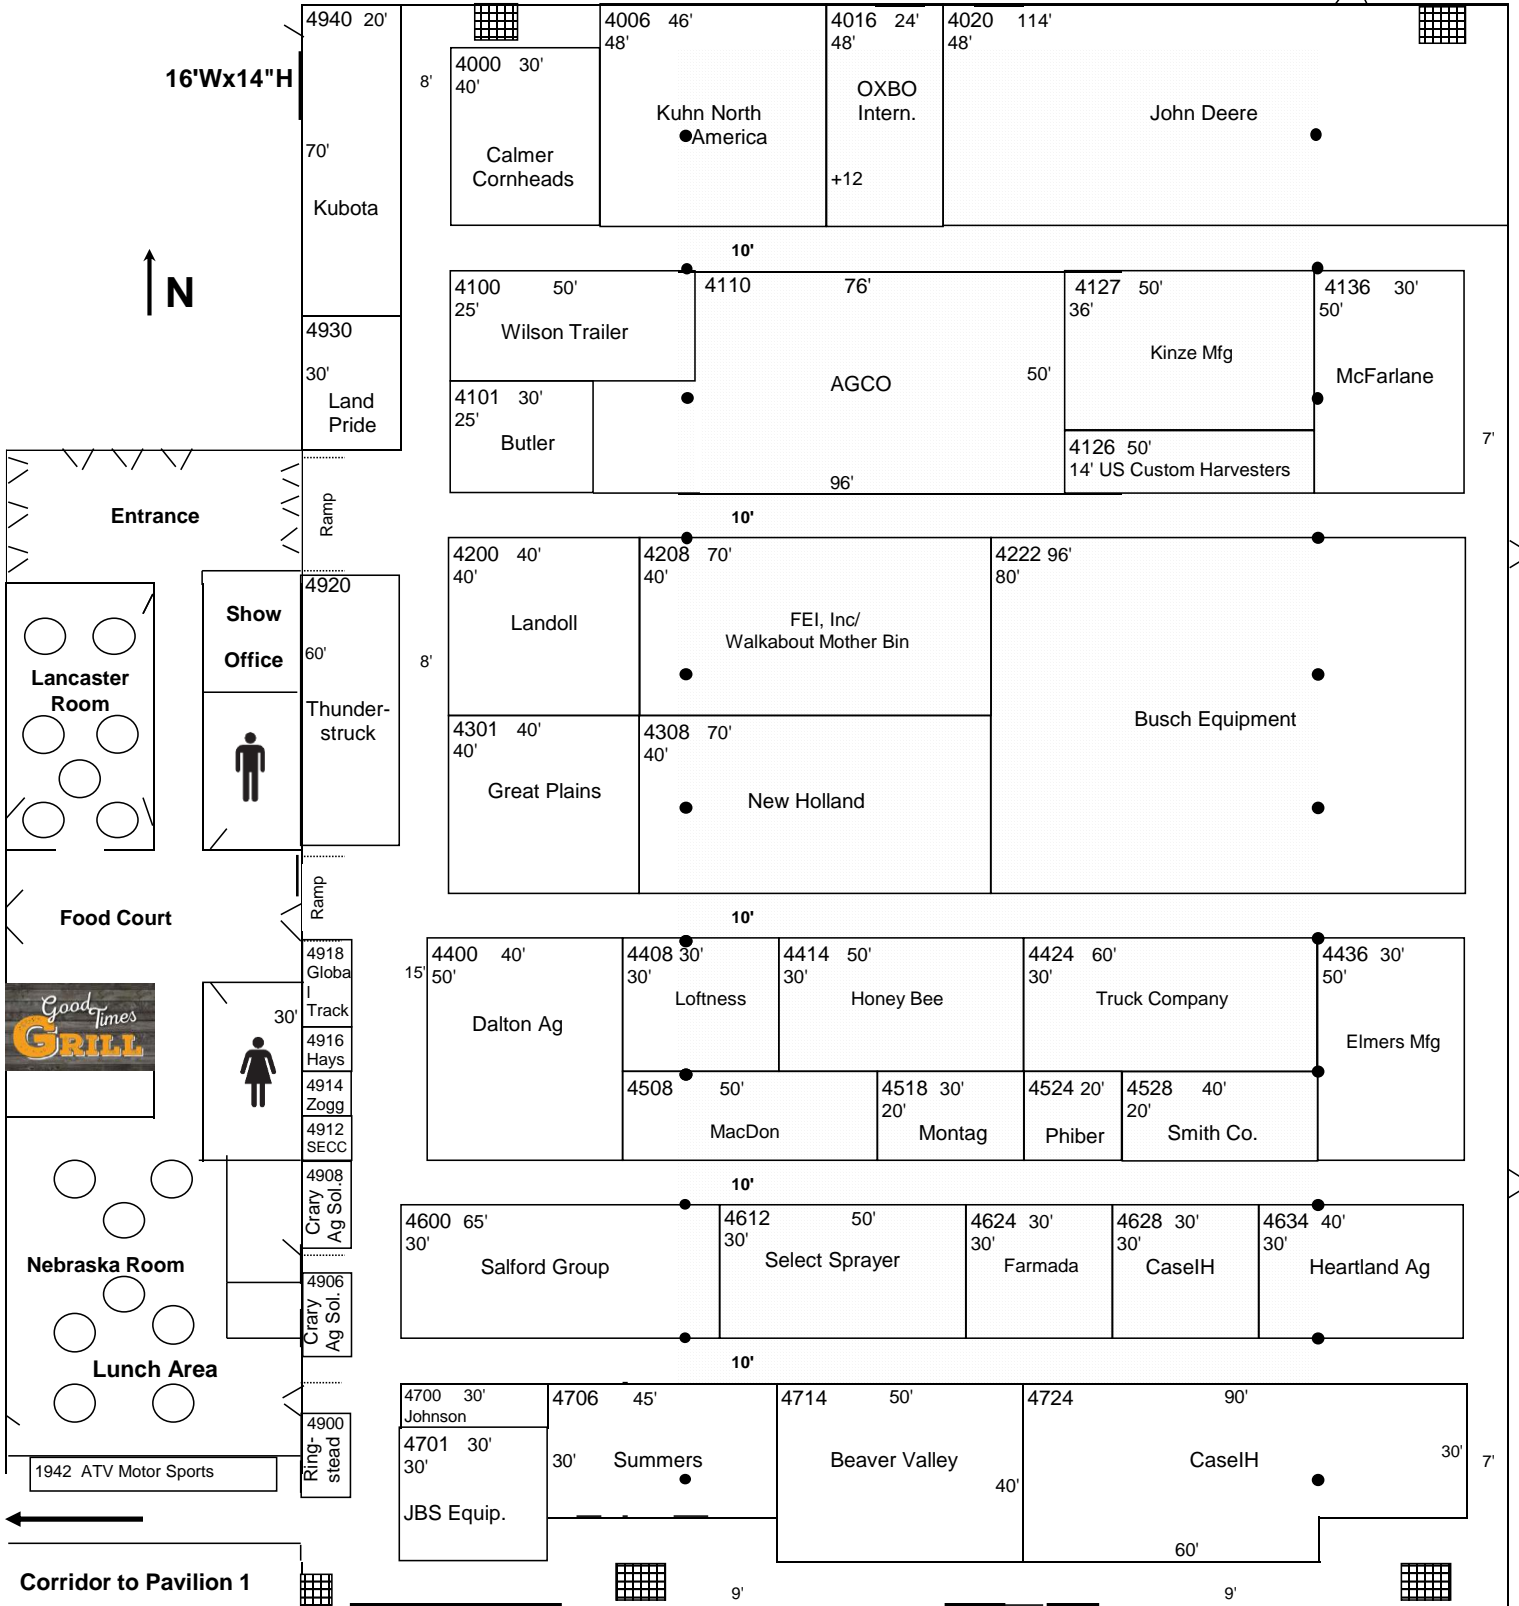 4940 20'
16'Wx14"H
70'
Kubota
8'
4000 30'
40'
Calmer
Cornheads
4006 46'
48'
Kuhn North
America
4016 24'
48'
OXBO
Intern.
+12
4020 114'
48'
John Deere
N
10'
4930
30'
Land
Pride
4100 50'
25'
Wilson Trailer
4101 30'
25'
Butler
4110 76'
AGCO
50'
96'
4127 50'
36'
Kinze Mfg
4126 50'
14' US Custom Harvesters
4136 30'
50'
McFarlane
7'
Entrance
Ramp
10'
Show
Office
Lancaster
Room
4920
60'
Thunder-
struck
8'
4200 40'
40'
Landoll
4208 70'
40'
FEI, Inc/
Walkabout Mother Bin
4222 96'
80'
Busch Equipment
4301 40'
40'
Great Plains
4308 70'
40'
New Holland
Food Court
Ramp
10'
Good Times
GRILL
30'
4918
Globa
l
Track
4916
Hays
4914
Zogg
4912
SECC
4908
Crary
Ag Sol.
4906
Crary
Ag Sol.
4900
Ring-
stead
15'
4400 40'
50'
Dalton Ag
4408 30'
30'
Loftness
4414 50'
30'
Honey Bee
4424 60'
30'
Truck Company
4436 30'
50'
Elmers Mfg
4508 50'
MacDon
4518 30'
20'
Montag
4524 20'
Phiber
4528 40'
20'
Smith Co.
10'
Nebraska Room
Lunch Area
4600 65'
30'
Salford Group
4612 50'
30'
Select Sprayer
4624 30'
30'
Farmada
4628 30'
30'
CaseIH
4634 40'
30'
Heartland Ag
10'
4700 30'
Johnson
4701 30'
30'
JBS Equip.
4706 45'
30'
Summers
4714 50'
Beaver Valley
40'
4724 90'
CaseIH
30'
60'
7'
1942 ATV Motor Sports
Corridor to Pavilion 1
9'
9'